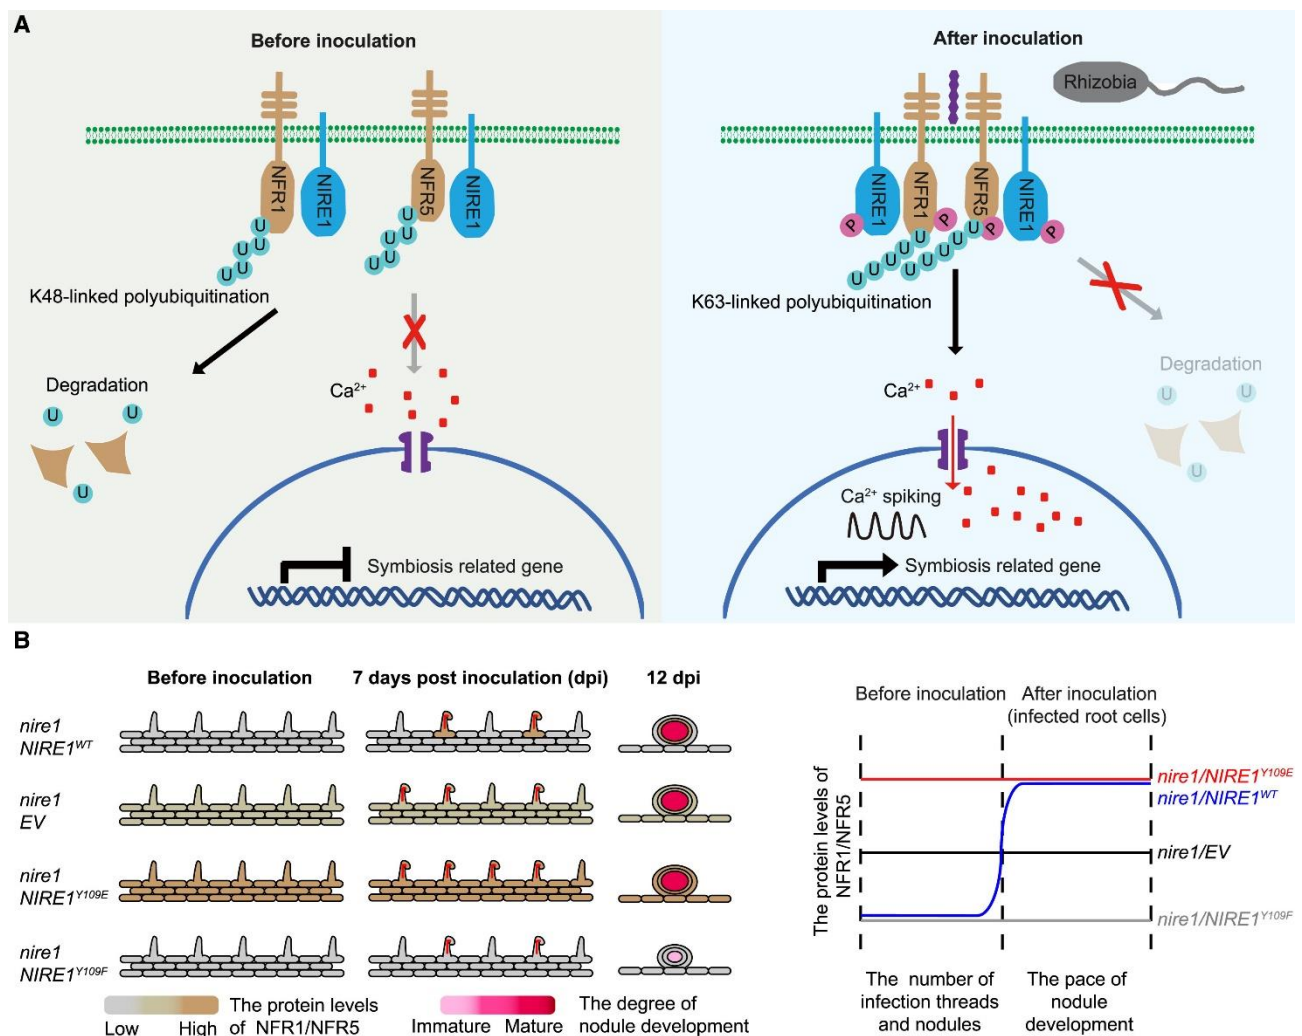 A
Before inoculation
NFR1
NIRE1
NFR5
NIRE1
U
U
U
U
U
U
U
U
U
U
K48-linked polyubiquitination
Degradation
U
U
U
Ca²⁺
Symbiosis related gene
After inoculation
Rhizobia
NIRE1
NFR1
NFR5
NIRE1
P
P
P
P
U
U
U
U
U
U
U
U
U
U
K63-linked polyubiquitination
Degradation
U
U
U
Ca²⁺
Ca²⁺ spiking
Symbiosis related gene
B
Before inoculation
7 days post inoculation (dpi)
12 dpi
nire1
NIRE1ᵂᵀ
nire1
EV
nire1
NIRE1ʸ¹⁰⁹ᴱ
nire1
NIRE1ʸ¹⁰⁹ᶠ
Low
High
The protein levels
of NFR1/NFR5
Immature
Mature
The degree of
nodule development
Before inoculation
After inoculation
(infected root cells)
The protein levels of
NFR1/NFR5
nire1/NIRE1ʸ¹⁰⁹ᴱ
nire1/NIRE1ᵂᵀ
nire1/EV
nire1/NIRE1ʸ¹⁰⁹ᶠ
The number of
infection threads
and nodules
The pace of
nodule
development